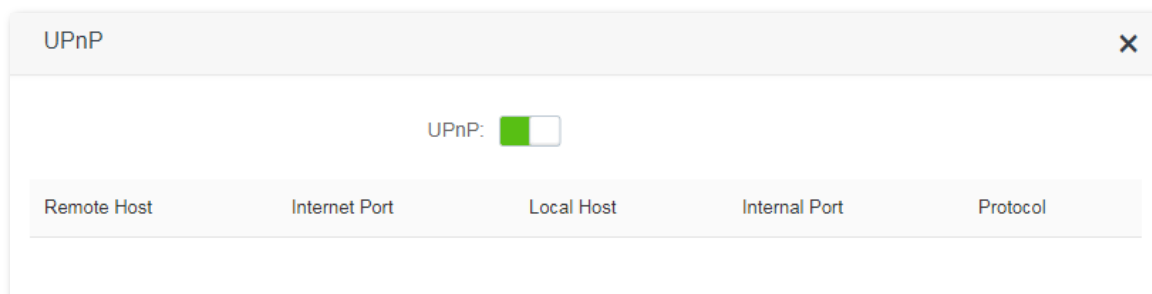 UPnP
UPnP:
Remote Host Internet Port Local Host Internal Port Protocol